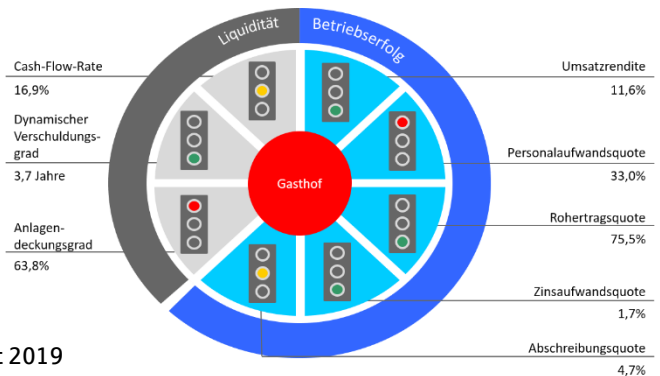 Liquidität
Betriebserfolg
Cash-Flow-Rate
16,9%
Dynamischer
Verschuldungs-
grad
3,7 Jahre
Anlagen-
deckungsgrad
63,8%
Gasthof
Umsatzrendite
11,6%
Personalaufwandsquote
33,0%
Rohertragsquote
75,5%
Zinsaufwandsquote
1,7%
Abschreibungsquote
4,7%
2019